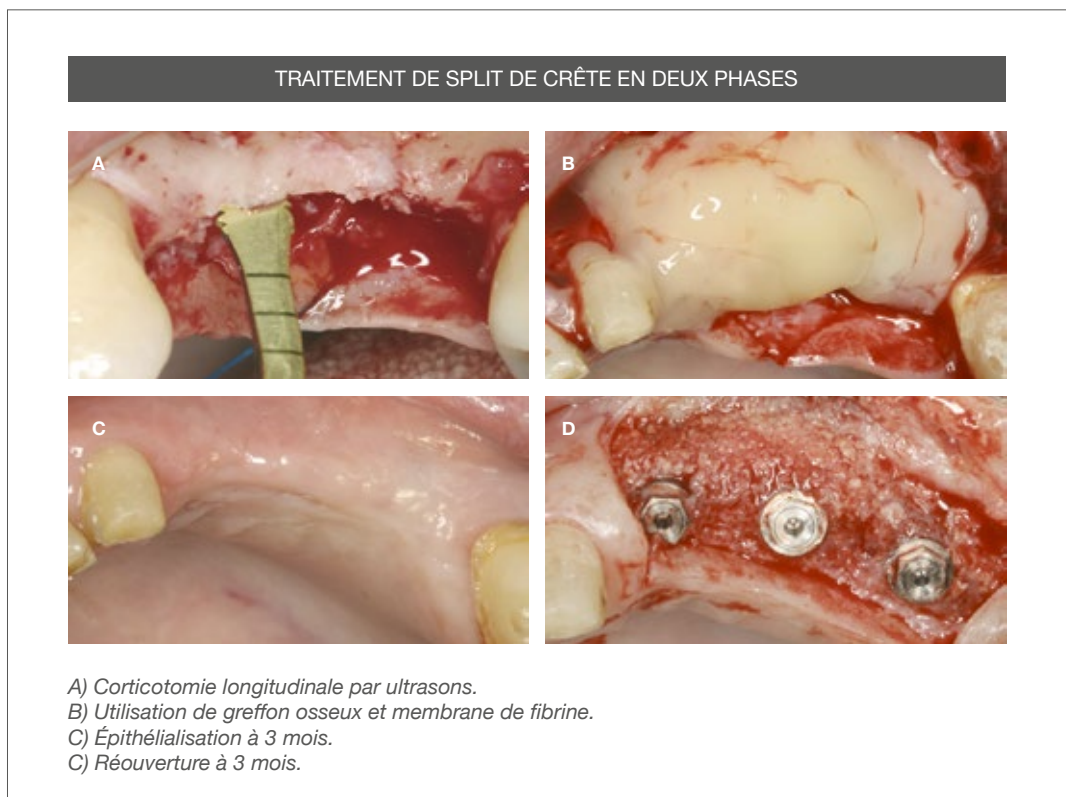 TRAITEMENT DE SPLIT DE CRÊTE EN DEUX PHASES
A
B
C
D
A) Corticotomie longitudinale par ultrasons.
B) Utilisation de greffon osseux et membrane de fibrine.
C) Épithélialisation à 3 mois.
C) Réouverture à 3 mois.